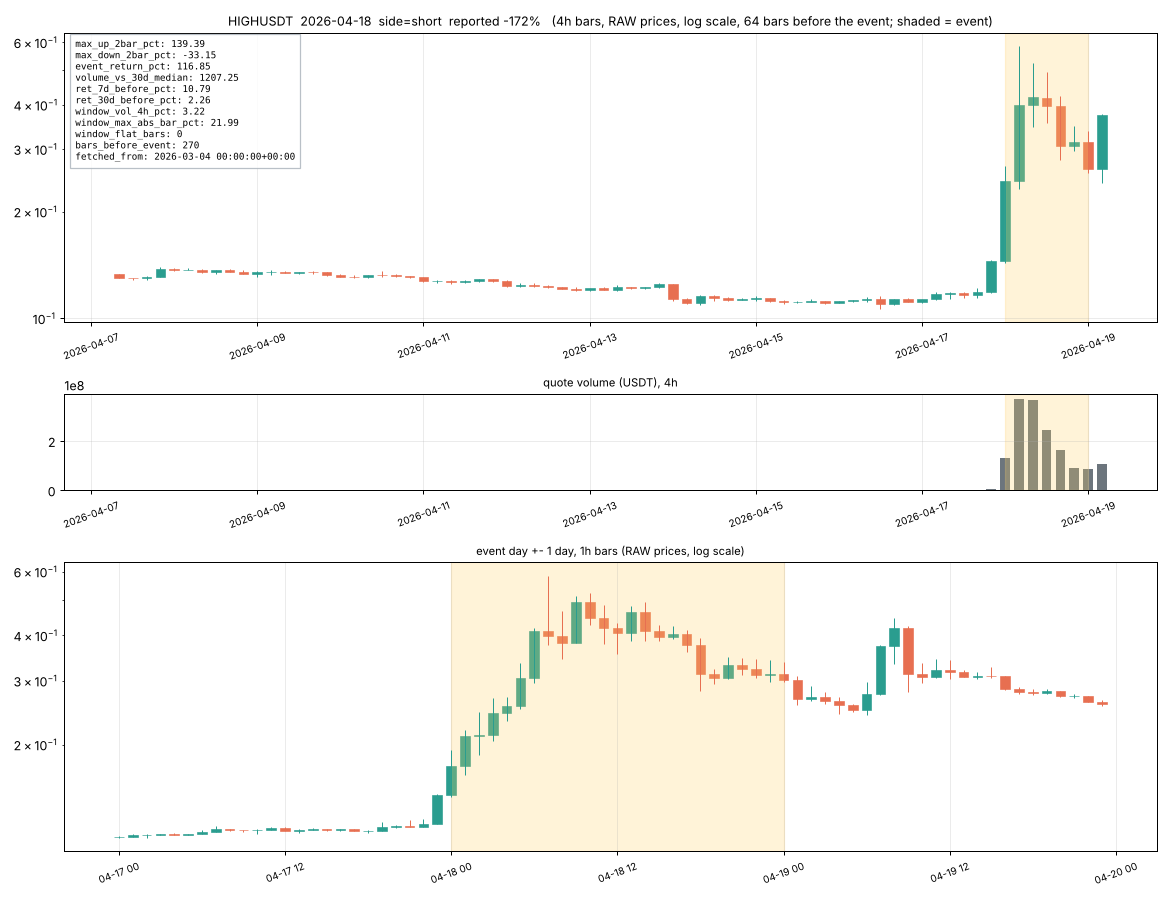 HIGHUSDT  2026-04-18  side=short  reported -172%   (4h bars, RAW prices, log scale, 64 bars before the event; shaded = event)
max_up_2bar_pct: 139.39
max_down_2bar_pct: -33.15
event_return_pct: 116.85
volume_vs_30d_median: 1207.25
ret_7d_before_pct: 10.79
ret_30d_before_pct: 2.26
window_vol_4h_pct: 3.22
window_max_abs_bar_pct: 21.99
window_flat_bars: 0
bars_before_event: 270
fetched_from: 2026-03-04 00:00:00+00:00
6 × 10⁻¹
4 × 10⁻¹
3 × 10⁻¹
2 × 10⁻¹
10⁻¹
2026-04-07 2026-04-09 2026-04-11 2026-04-13 2026-04-15 2026-04-17 2026-04-19
quote volume (USDT), 4h
1e8
2
0
2026-04-07 2026-04-09 2026-04-11 2026-04-13 2026-04-15 2026-04-17 2026-04-19
event day +- 1 day, 1h bars (RAW prices, log scale)
6 × 10⁻¹
4 × 10⁻¹
3 × 10⁻¹
2 × 10⁻¹
04-17 00 04-17 12 04-18 00 04-18 12 04-19 00 04-19 12 04-20 00